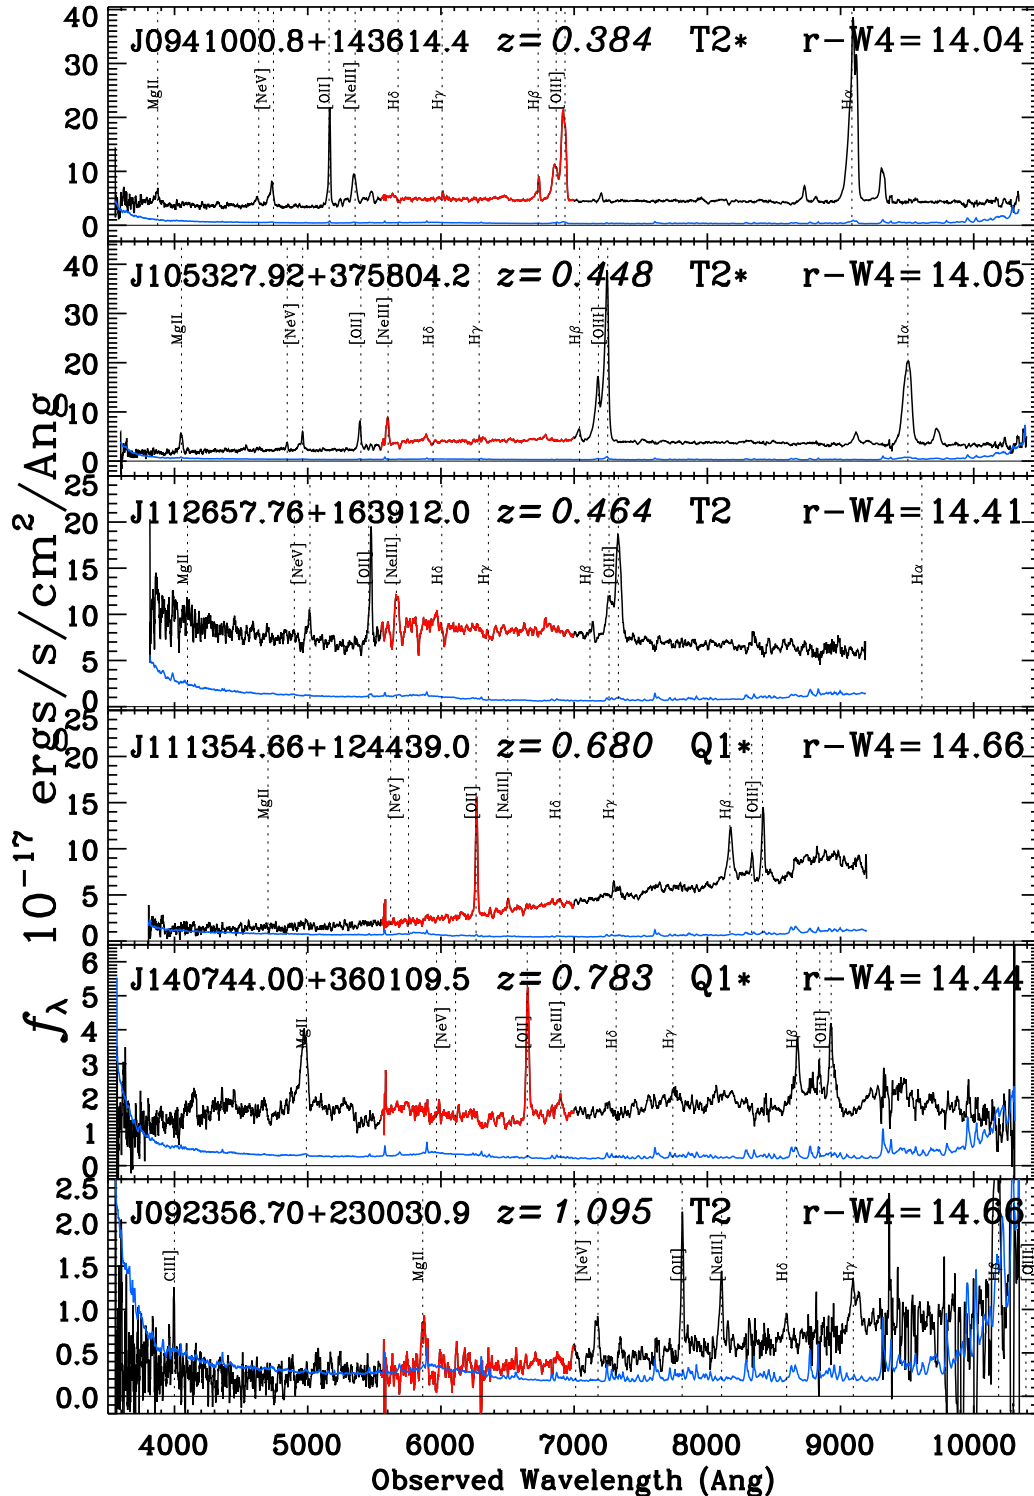 J0941000.8+143614.4 z=0.384 T2* r-W4=14.04
MgII [NeV] [OII] [NeIII] Hδ Hγ Hβ [OIII] Hα
40
30
20
10
0
J105327.92+375804.2 z=0.448 T2* r-W4=14.05
MgII [NeV] [OII] [NeIII] Hδ Hγ Hβ [OIII] Hα
40
30
20
10
0
J112657.76+163912.0 z=0.464 T2 r-W4=14.41
MgII [NeV] [OII] [NeIII] Hδ Hγ Hβ [OIII] Hα
25
20
15
10
5
0
J111354.66+124439.0 z=0.680 Q1* r-W4=14.66
MgII [NeV] [OII] [NeIII] Hδ Hγ Hβ [OIII]
25
20
15
10
5
0
J140744.00+360109.5 z=0.783 Q1* r-W4=14.44
MgII [NeV] [OII] [NeIII] Hδ Hγ Hβ [OIII]
6
5
4
3
2
1
0
J092356.70+230030.9 z=1.095 T2 r-W4=14.66
CIII] MgII [NeV] [OII] [NeIII] Hδ Hγ Hβ [OIII]
2.5
2.0
1.5
1.0
0.5
0.0
4000 5000 6000 7000 8000 9000 10000
Observed Wavelength (Ang)
fλ 10⁻¹⁷ ergs/s/cm²/Ang